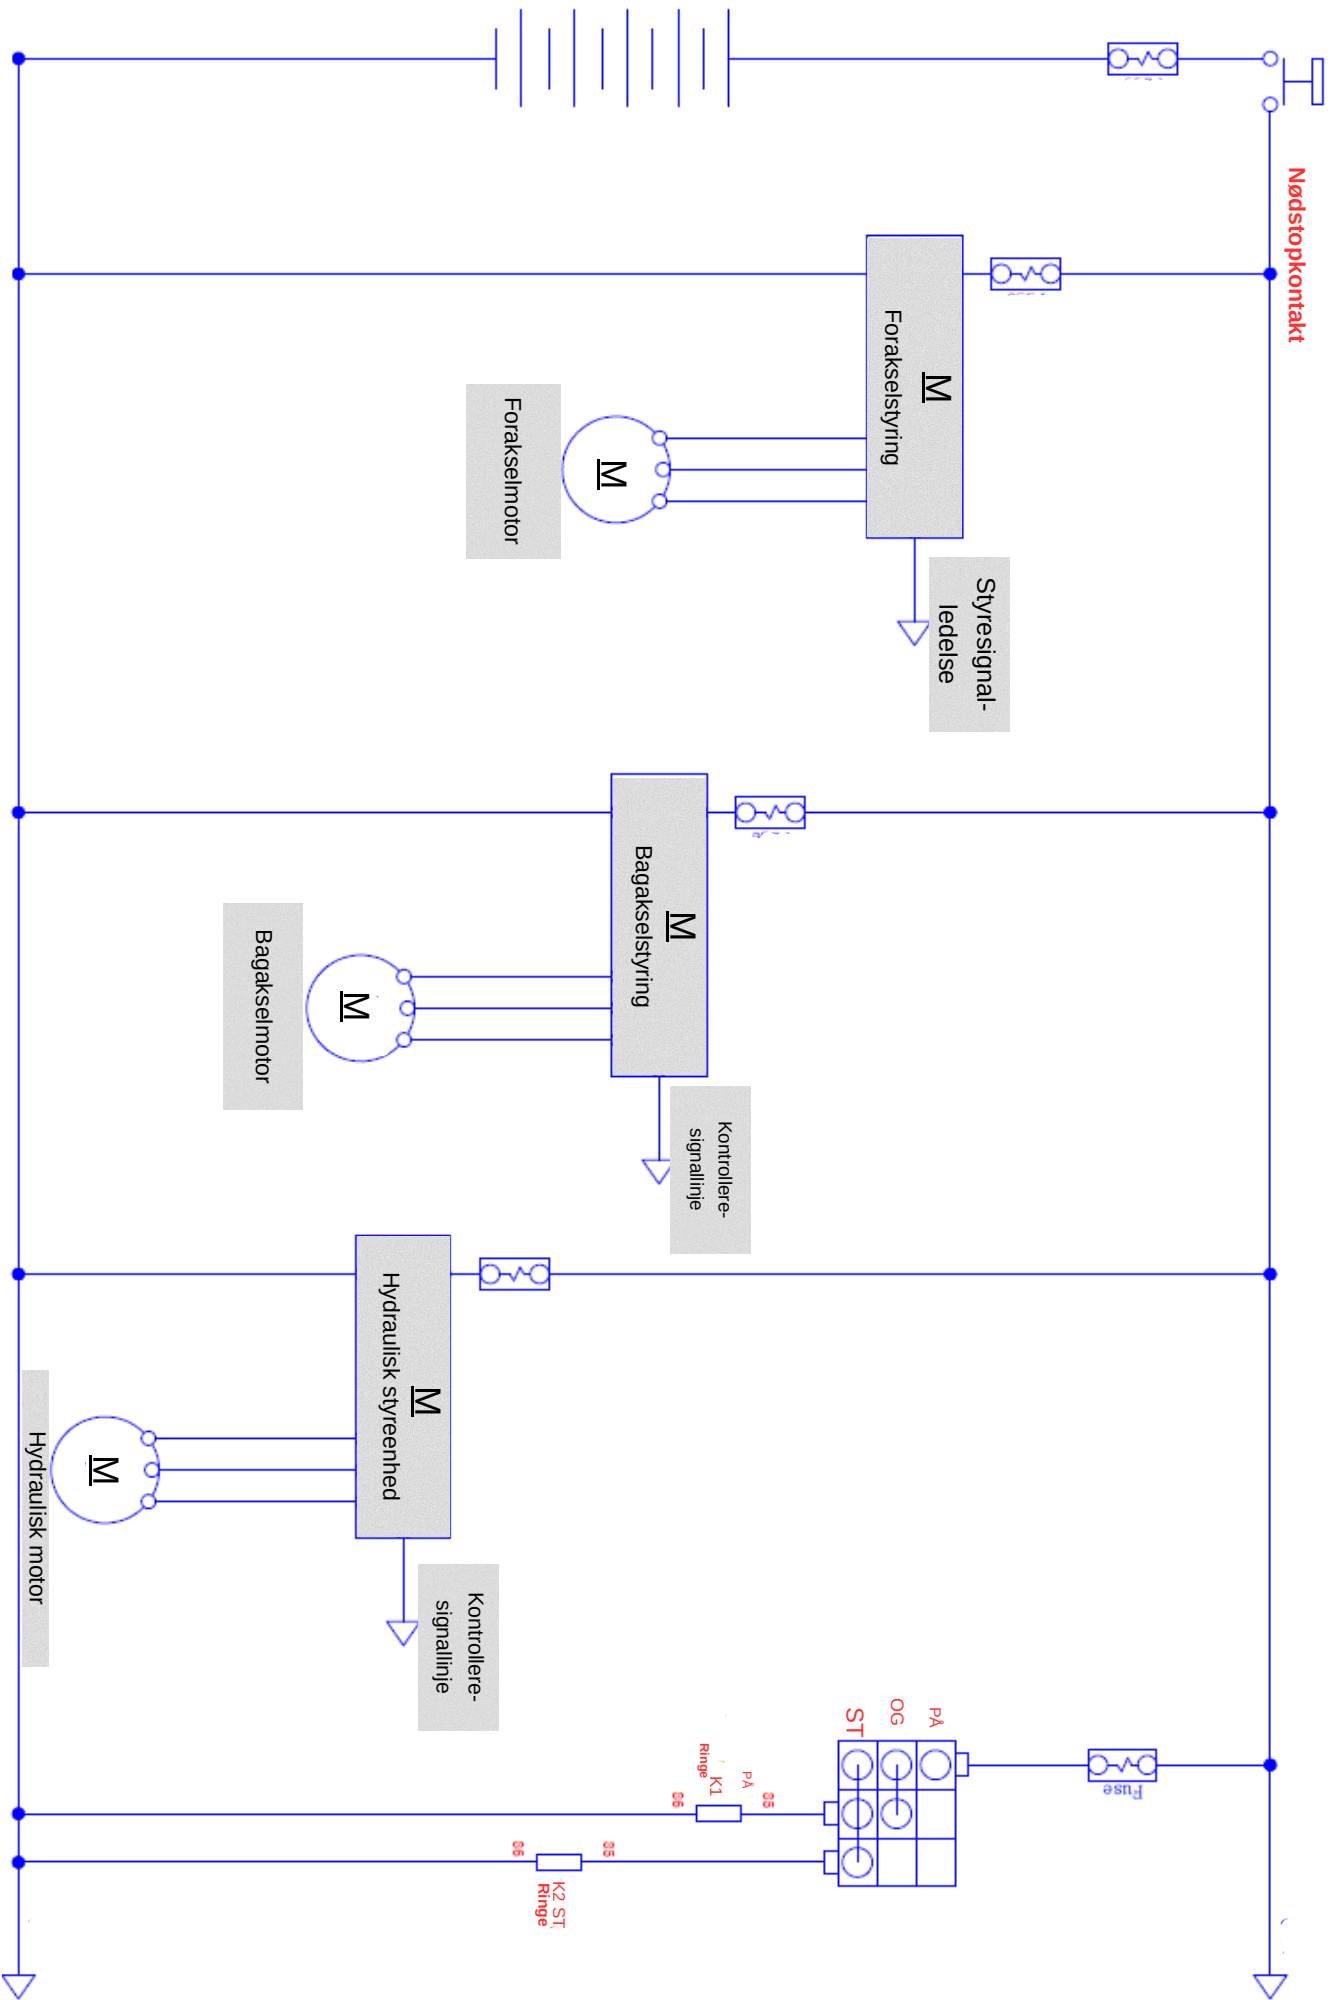 Nødstopkontakt
M
Forakselstyring
M
Forakselmotor
Styresignal-
ledelse
M
Bagakselstyring
M
Bagakselmotor
Kontrollere-
signallinje
M
Hydraulisk styreenhed
M
Hydraulisk motor
Kontrollere-
signallinje
PÅ
OG
ST
Fuse
PÅ
K1
Ringe
85
86
85
86
K2 ST
Ringe